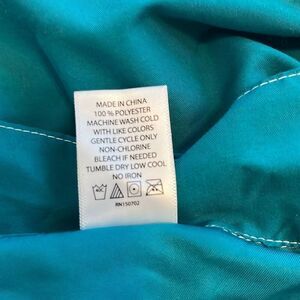 MADE IN CHINA
100 % POLYESTER
MACHINE WASH COLD
WITH LIKE COLORS
GENTLE CYCLE ONLY
NON-CHLORINE
BLEACH IF NEEDED
TUMBLE DRY LOW COOL
NO IRON
RN150702